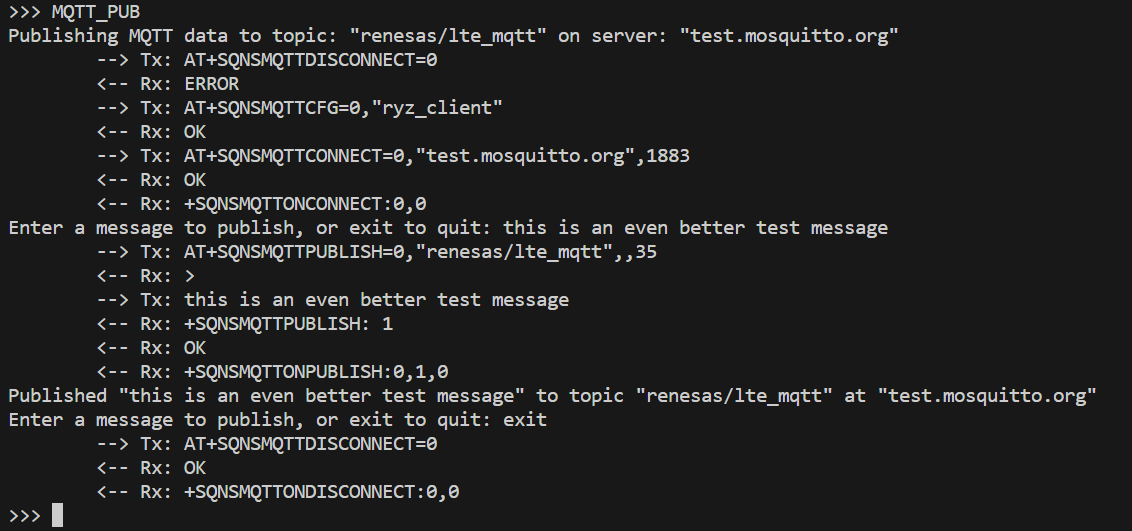 >>> MQTT_PUB
Publishing MQTT data to topic: "renesas/lte_mqtt" on server: "test.mosquitto.org"
--> Tx: AT+SQNSMQTTDISCONNECT=0
<-- Rx: ERROR
--> Tx: AT+SQNSMQTTCFG=0,"ryz_client"
<-- Rx: OK
--> Tx: AT+SQNSMQTTCONNECT=0,"test.mosquitto.org",1883
<-- Rx: OK
<-- Rx: +SQNSMQTTONCONNECT:0,0
Enter a message to publish, or exit to quit: this is an even better test message
--> Tx: AT+SQNSMQTTPUBLISH=0,"renesas/lte_mqtt",,35
<-- Rx: >
--> Tx: this is an even better test message
<-- Rx: +SQNSMQTTPUBLISH: 1
<-- Rx: OK
<-- Rx: +SQNSMQTTONPUBLISH:0,1,0
Published "this is an even better test message" to topic "renesas/lte_mqtt" at "test.mosquitto.org"
Enter a message to publish, or exit to quit: exit
--> Tx: AT+SQNSMQTTDISCONNECT=0
<-- Rx: OK
<-- Rx: +SQNSMQTTONDISCONNECT:0,0
>>>